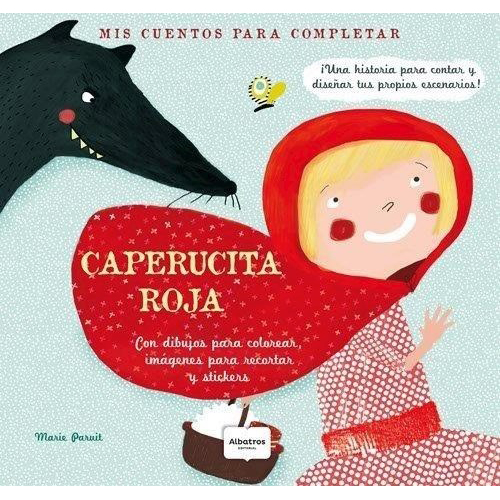 MIS CUENTOS PARA COMPLETAR
¡Una historia para contar y
diseñar tus propios escenarios!
CAPERUCITA
ROJA
Con dibujos para colorear,
imágenes para recortar
y stickers
Marie Paruit
Albatros
EDITORIAL